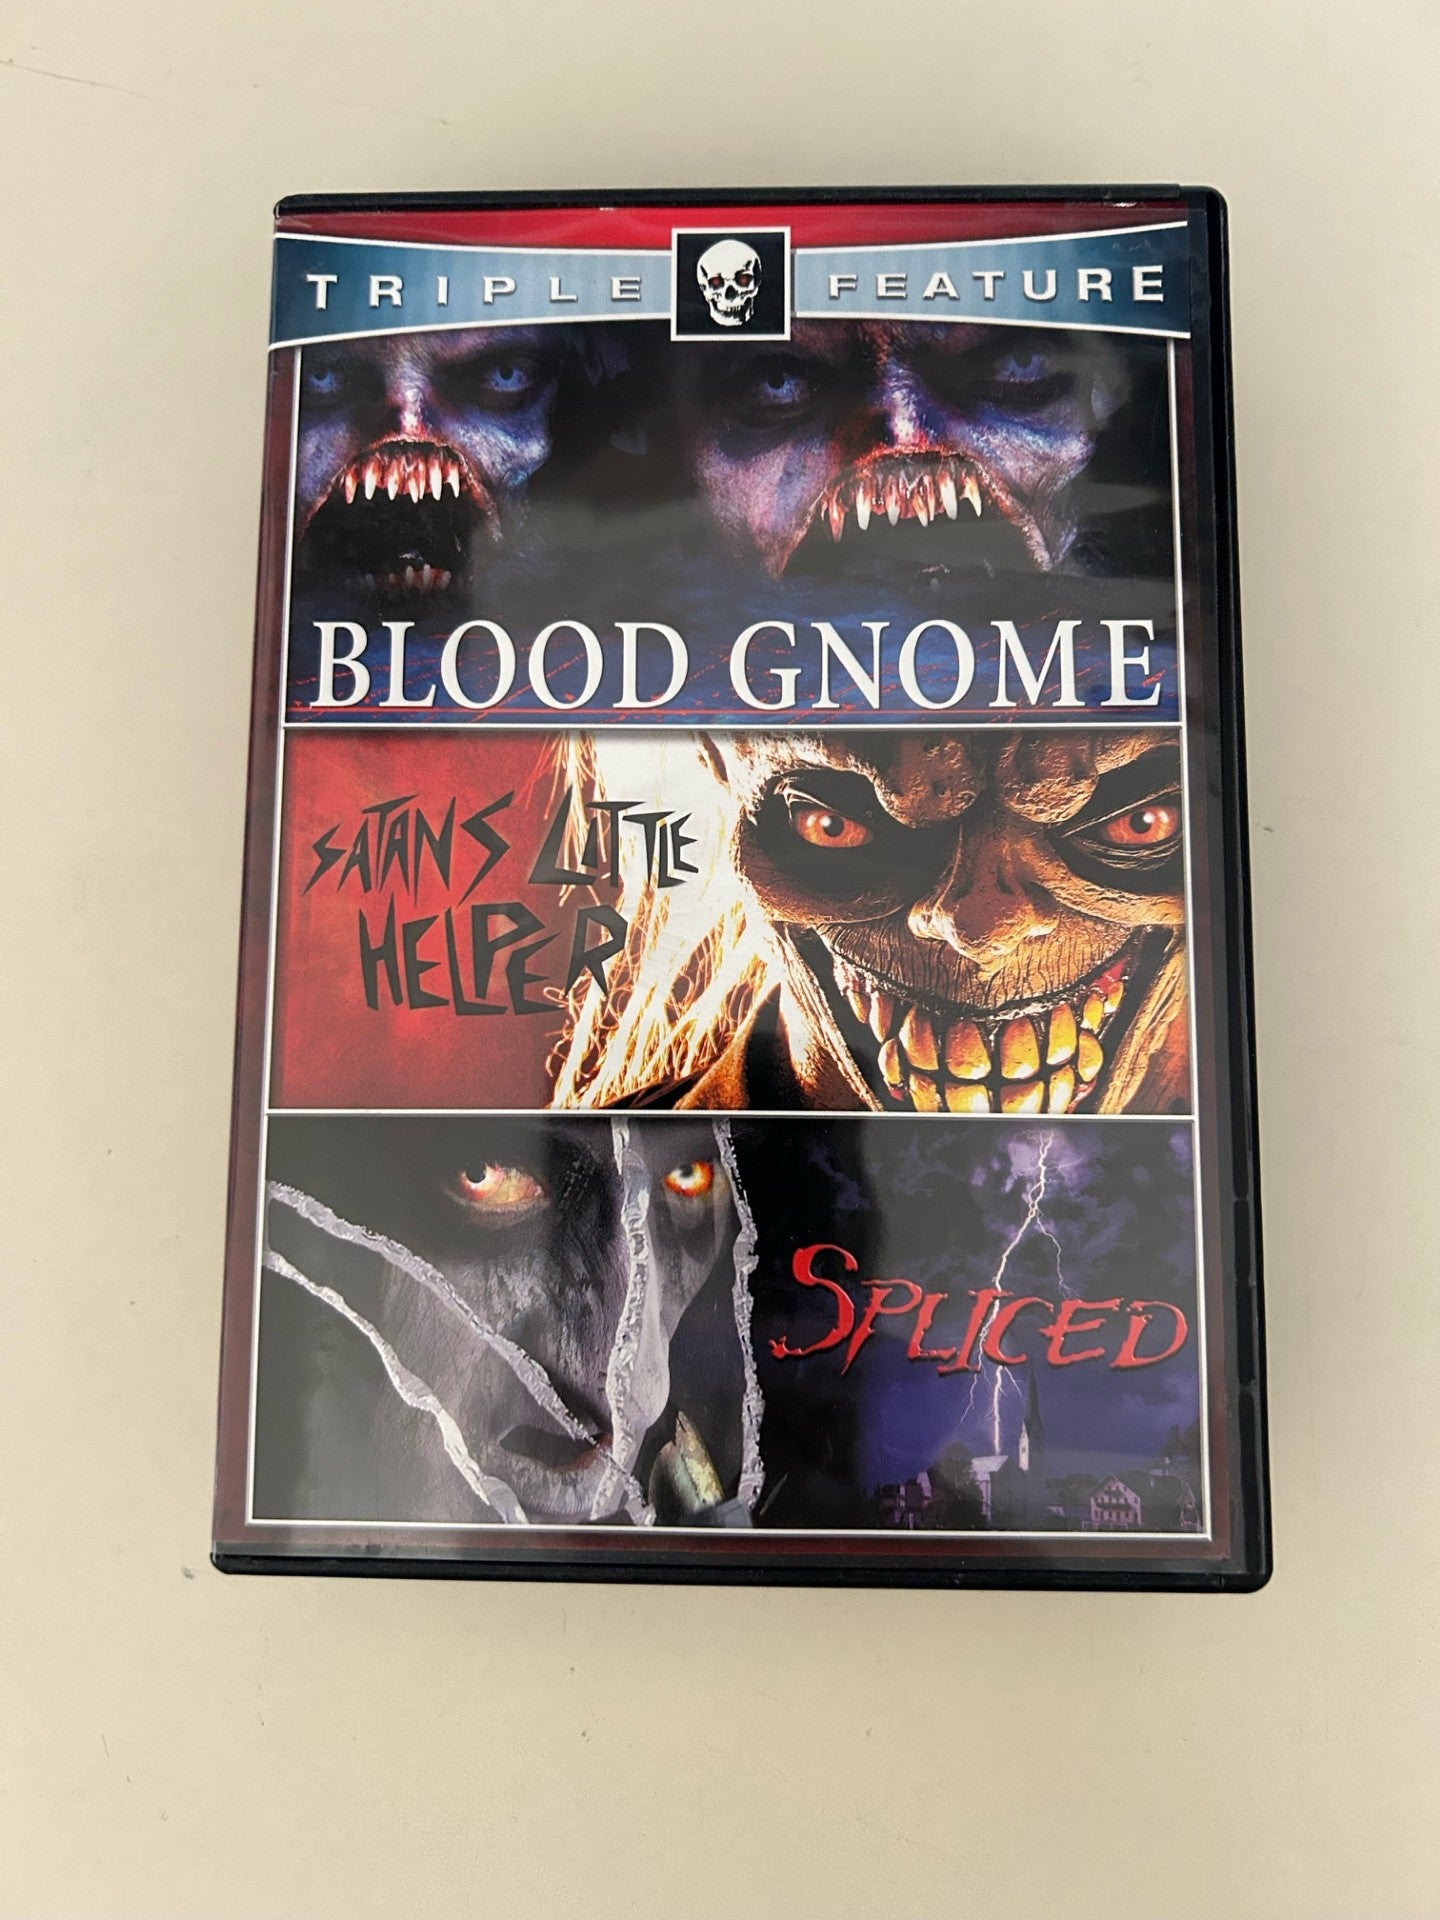 TRIPLE FEATURE
BLOOD GNOME
SATANS LITTLE
HELPER
SPLICED